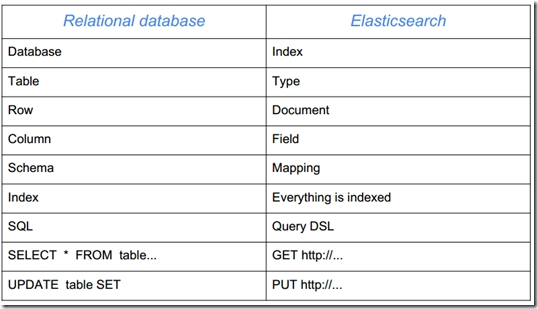 Relational database Elasticsearch
Database Index
Table Type
Row Document
Column Field
Schema Mapping
Index Everything is indexed
SQL Query DSL
SELECT * FROM table... GET http://...
UPDATE table SET PUT http://...